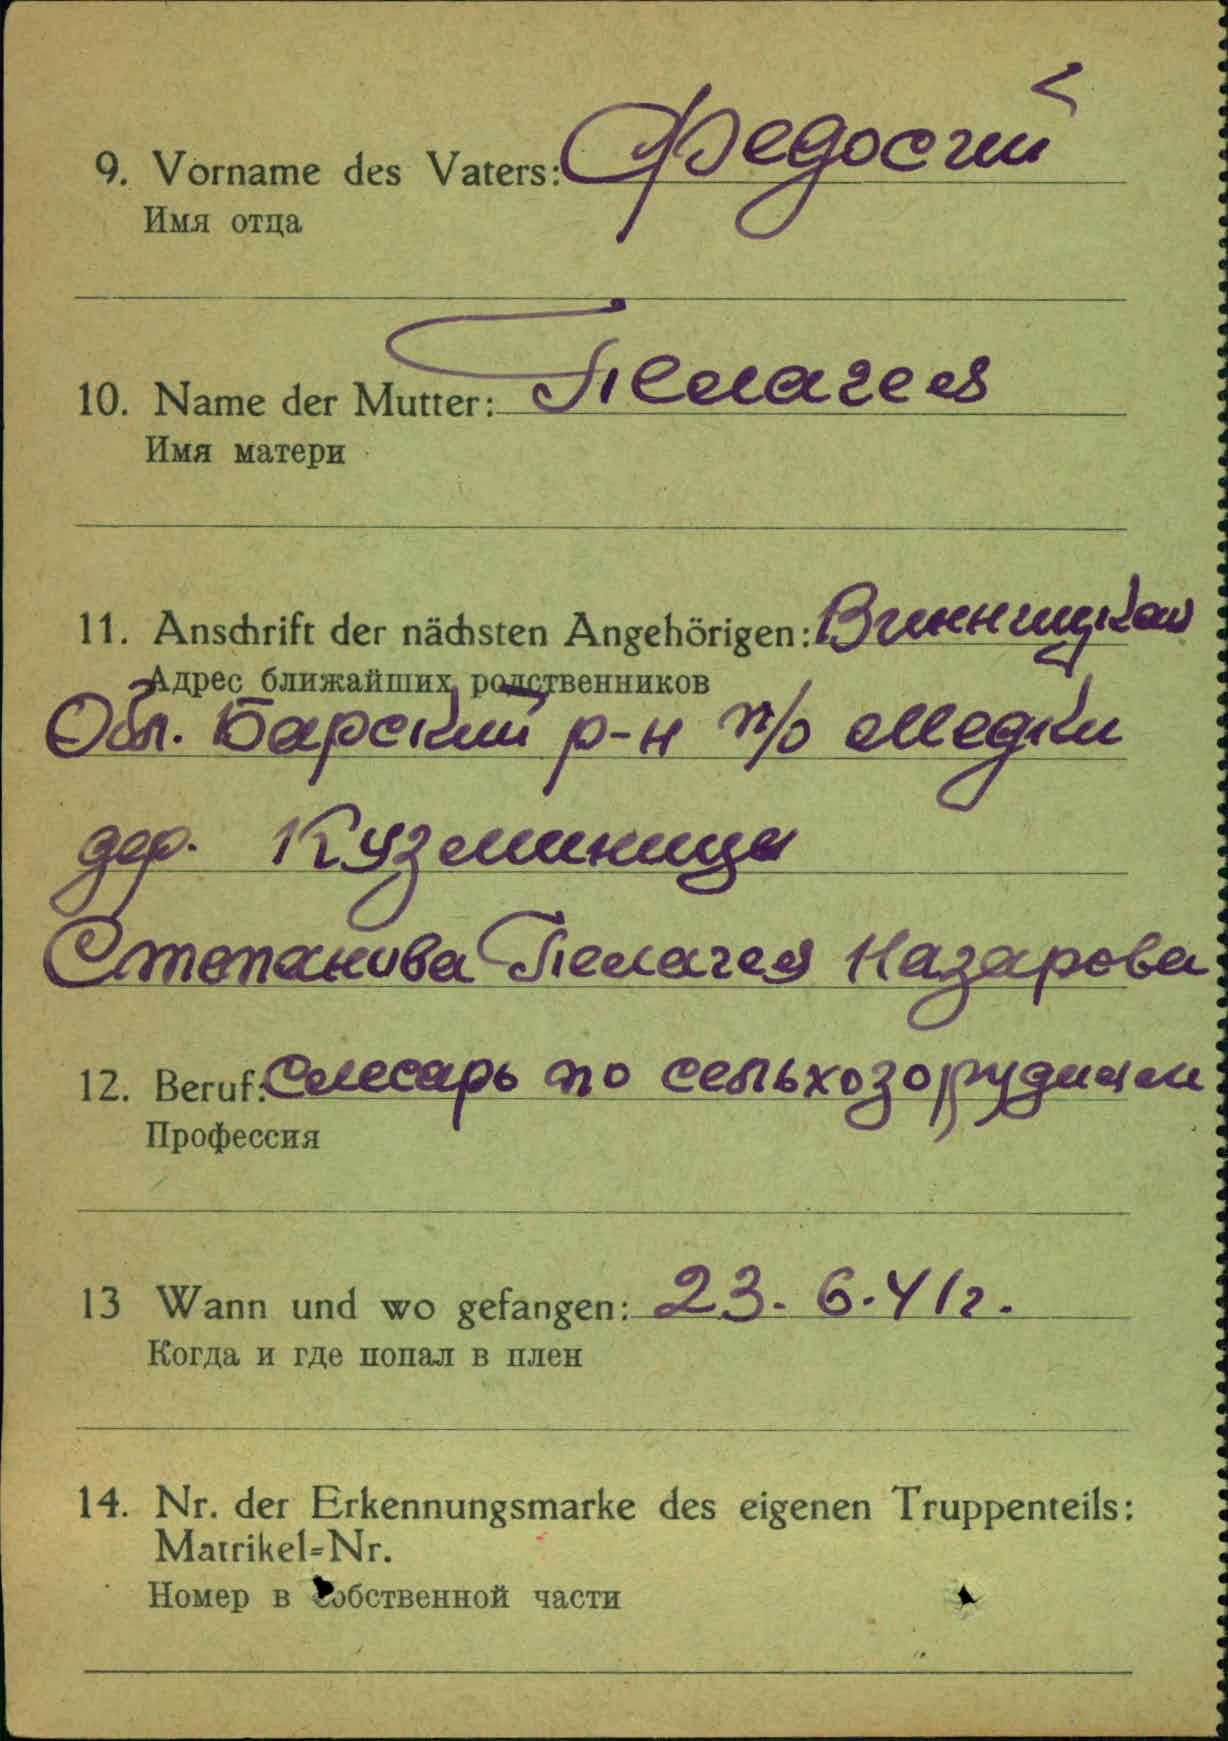 9. Vorname des Vaters: Федосий
Имя отца
10. Name der Mutter: Пелагея
Имя матери
11. Anschrift der nächsten Angehörigen: Винницкая
Адрес ближайших родственников
Обл. Барский р-н п/о Медки
дер. Куземиницы
Степанова Пелагея Назарова
12. Beruf: Слесарь по сельхозорудиям
Профессия
13 Wann und wo gefangen: 23. 6. 41г.
Когда и где попал в плен
14. Nr. der Erkennungsmarke des eigenen Truppenteils:
Matrikel-Nr.
Номер в собственной части